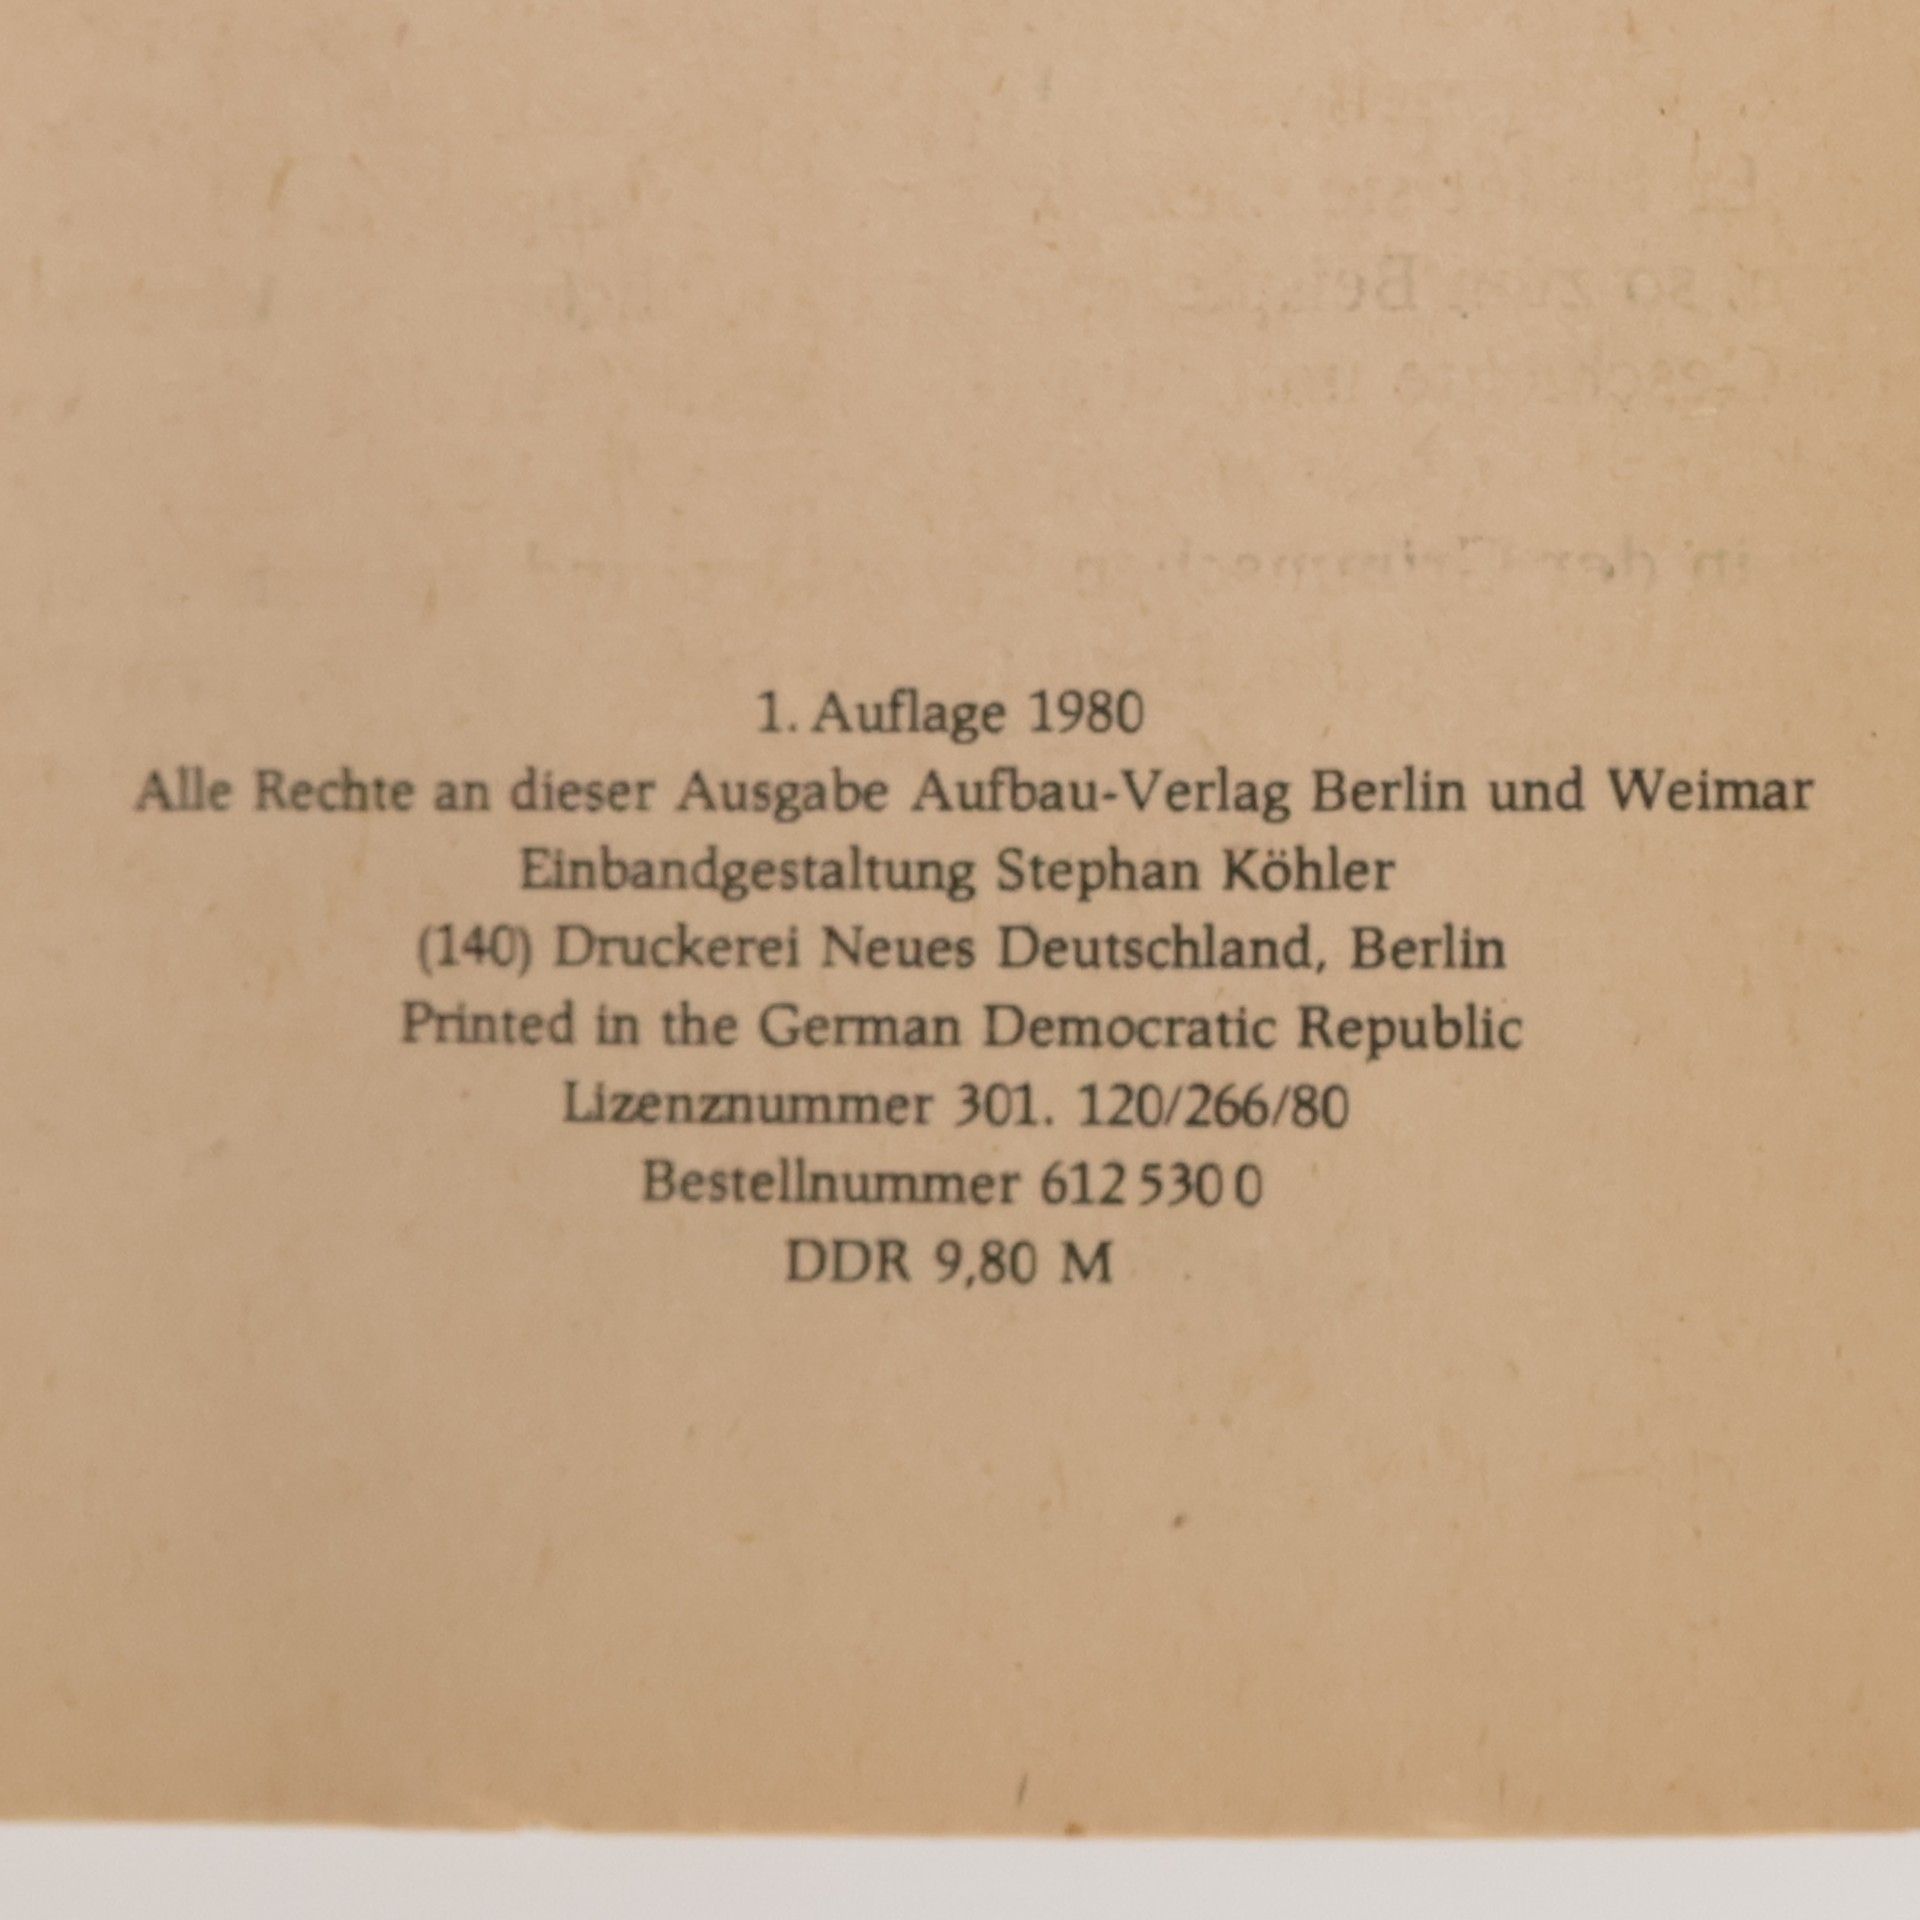 1. Auflage 1980
Alle Rechte an dieser Ausgabe Aufbau-Verlag Berlin und Weimar
Einbandgestaltung Stephan Köhler
(140) Druckerei Neues Deutschland, Berlin
Printed in the German Democratic Republic
Lizenznummer 301. 120/266/80
Bestellnummer 612 530 0
DDR 9,80 M